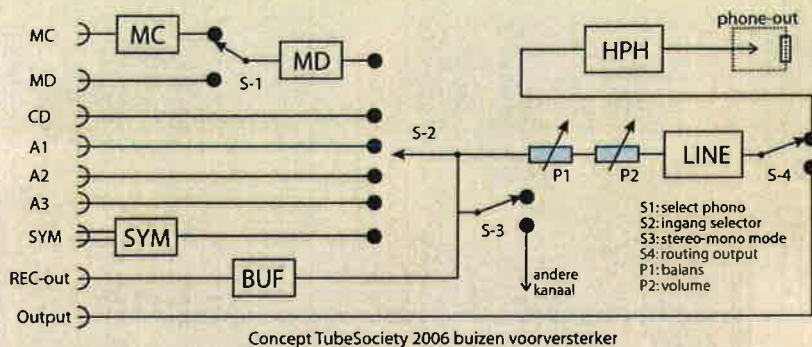 phone-out
MC
MC
HPH
MD
MD
S-1
CD
A1
S-2
LINE
A2
P1
P2
S-4
A3
S1: select phono
S2: ingang selector
S3: stereo-mono mode
S4: routing output
P1: balans
P2: volume
SYM
SYM
S-3
REC-out
BUF
andere
kanaal
Output
Concept TubeSociety 2006 buizen voorversterker